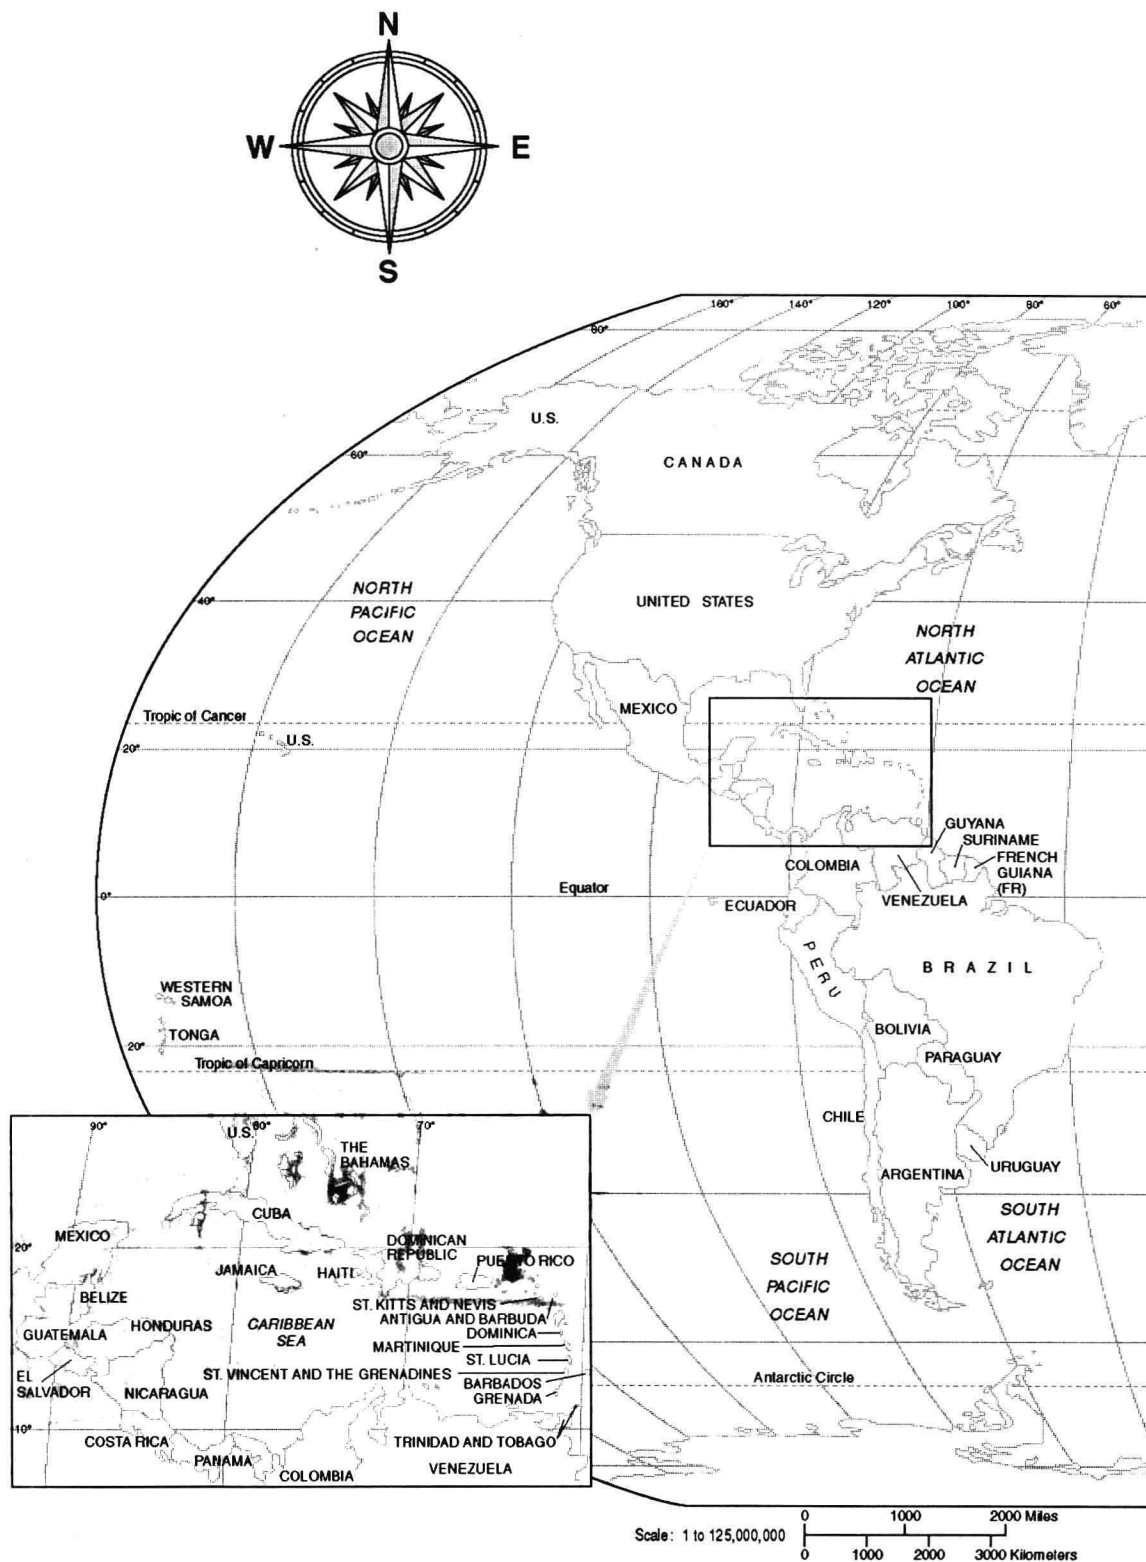 N
W
E
S
160°
140°
120°
100°
80°
60°
80°
U.S.
CANADA
60°
NORTH
PACIFIC
OCEAN
UNITED STATES
40°
NORTH
ATLANTIC
OCEAN
MEXICO
Tropic of Cancer
U.S.
20°
GUYANA
SURINAME
FRENCH
GUIANA
(FR)
COLOMBIA
VENEZUELA
Equator
0°
ECUADOR
PERU
BRAZIL
WESTERN
SAMOA
TONGA
BOLIVIA
20°
PARAGUAY
Tropic of Capricorn
CHILE
ARGENTINA
URUGUAY
SOUTH
ATLANTIC
OCEAN
SOUTH
PACIFIC
OCEAN
Antarctic Circle
90°
U.S.
80°
70°
THE
BAHAMAS
CUBA
MEXICO
20°
DOMINICAN
REPUBLIC
PUERTO RICO
JAMAICA
HAITI
BELIZE
ST. KITTS AND NEVIS
ANTIGUA AND BARBUDA
GUATEMALA
HONDURAS
CARIBBEAN
SEA
DOMINICA
MARTINIQUE
ST. LUCIA
ST. VINCENT AND THE GRENADINES
EL
SALVADOR
NICARAGUA
BARBADOS
GRENADA
10°
COSTA RICA
PANAMA
COLOMBIA
TRINIDAD AND TOBAGO
VENEZUELA
Scale: 1 to 125,000,000
0 1000 2000 Miles
0 1000 2000 3000 Kilometers